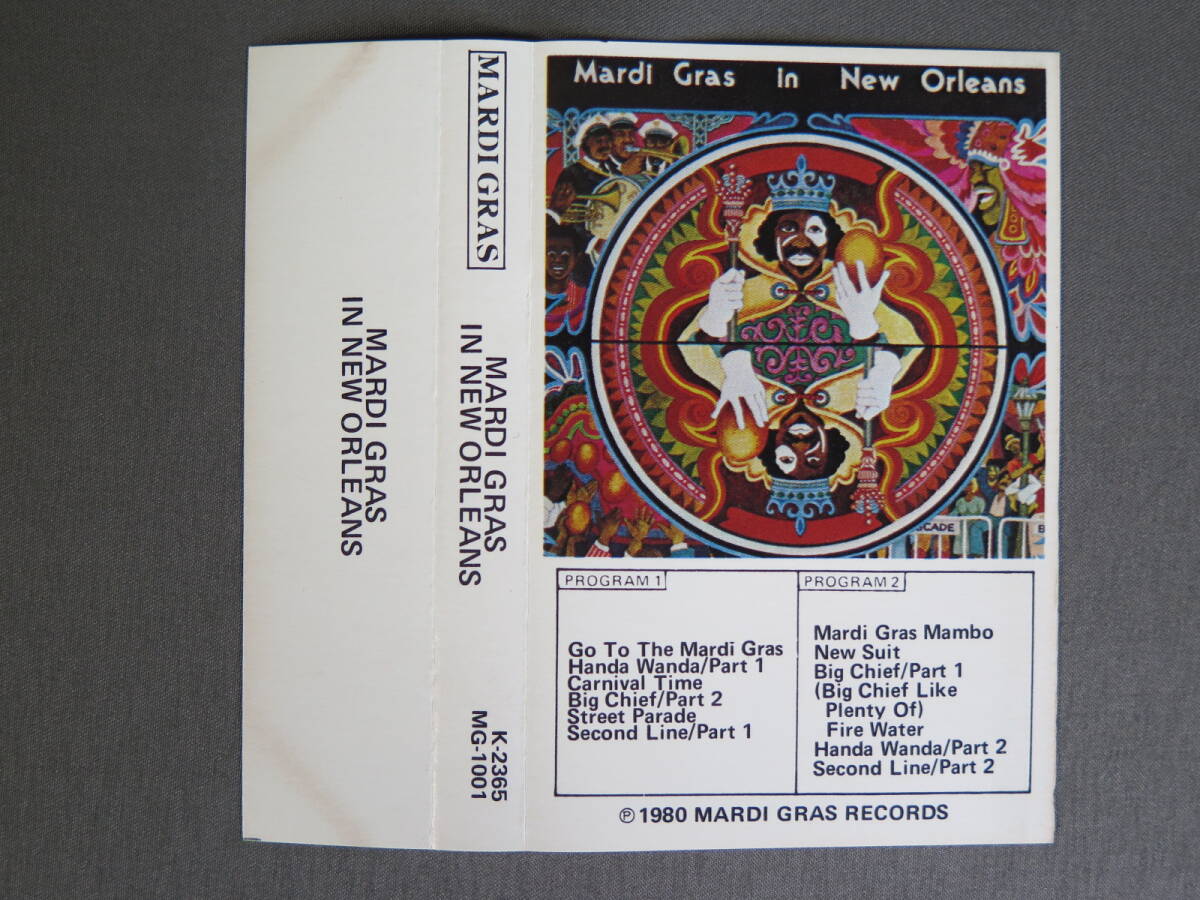 MARDI GRAS
IN NEW ORLEANS
MARDI GRAS
MARDI GRAS
IN NEW ORLEANS
K-2365
MG-1001
Mardi Gras in New Orleans
CADE
B
PROGRAM 1
Go To The Mardi Gras
Handa Wanda/Part 1
Carnival Time
Big Chief/Part 2
Street Parade
Second Line/Part 1
PROGRAM 2
Mardi Gras Mambo
New Suit
Big Chief/Part 1
(Big Chief Like
Plenty Of)
Fire Water
Handa Wanda/Part 2
Second Line/Part 2
℗ 1980 MARDI GRAS RECORDS